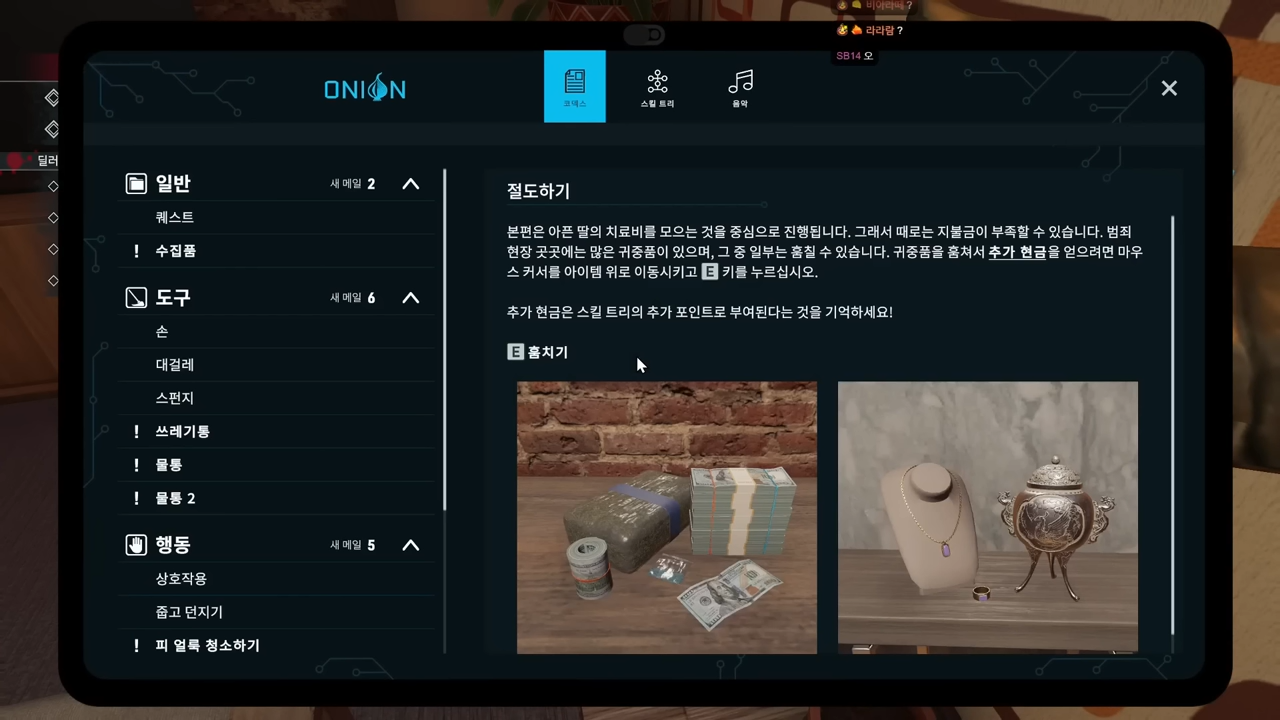 라라람 ?
SB14 오
ONION
코덱스
스킬 트리
음악
딜러
일반
새 메일 2
퀘스트
! 수집품
도구
새 메일 6
손
대걸레
스펀지
! 쓰레기통
! 물통
! 물통 2
행동
새 메일 5
상호작용
줍고 던지기
! 피 얼룩 청소하기
절도하기
본편은 아픈 딸의 치료비를 모으는 것을 중심으로 진행됩니다. 그래서 때로는 지불금이 부족할 수 있습니다. 범죄
현장 곳곳에는 많은 귀중품이 있으며, 그 중 일부는 훔칠 수 있습니다. 귀중품을 훔쳐서 추가 현금을 얻으려면 마우
스 커서를 아이템 위로 이동시키고 E 키를 누르십시오.
추가 현금은 스킬 트리의 추가 포인트로 부여된다는 것을 기억하세요!
E 훔치기